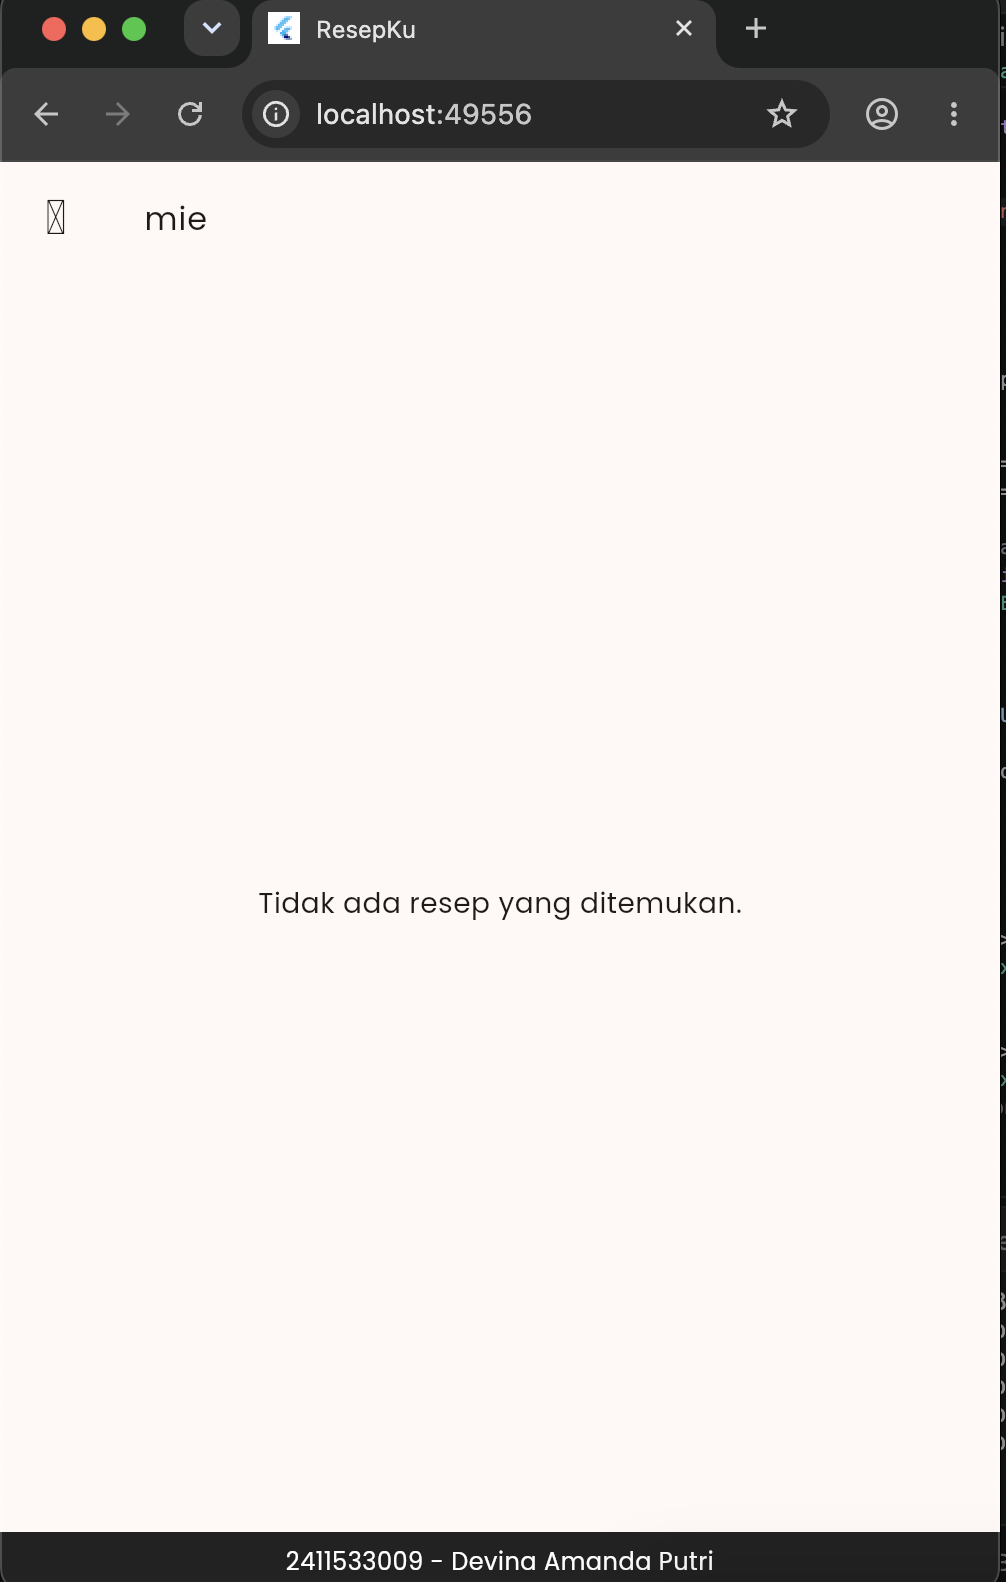 ResepKu
localhost:49556
mie
Tidak ada resep yang ditemukan.
2411533009 - Devina Amanda Putri